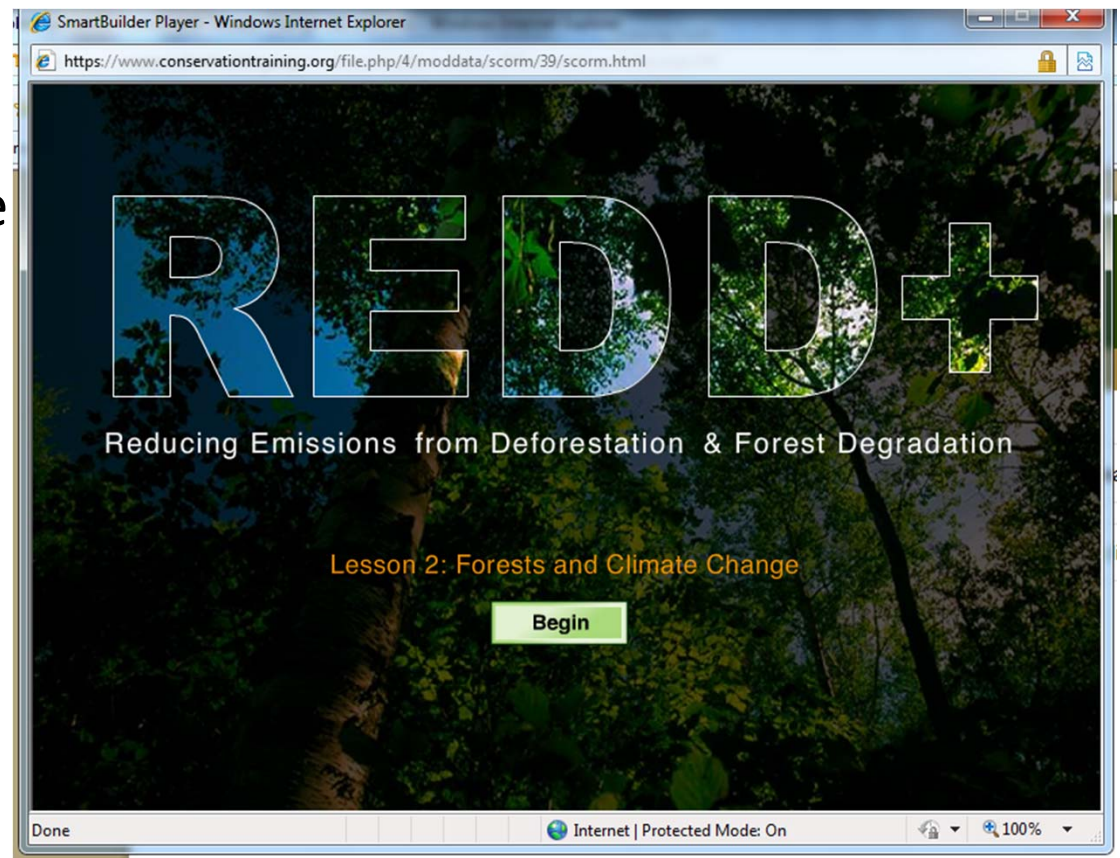 SmartBuilder Player - Windows Internet Explorer
https://www.conservationtraining.org/file.php/4/moddata/scorm/39/scorm.html
REDD+
Reducing Emissions from Deforestation & Forest Degradation
Lesson 2: Forests and Climate Change
Begin
Done
Internet | Protected Mode: On
100%